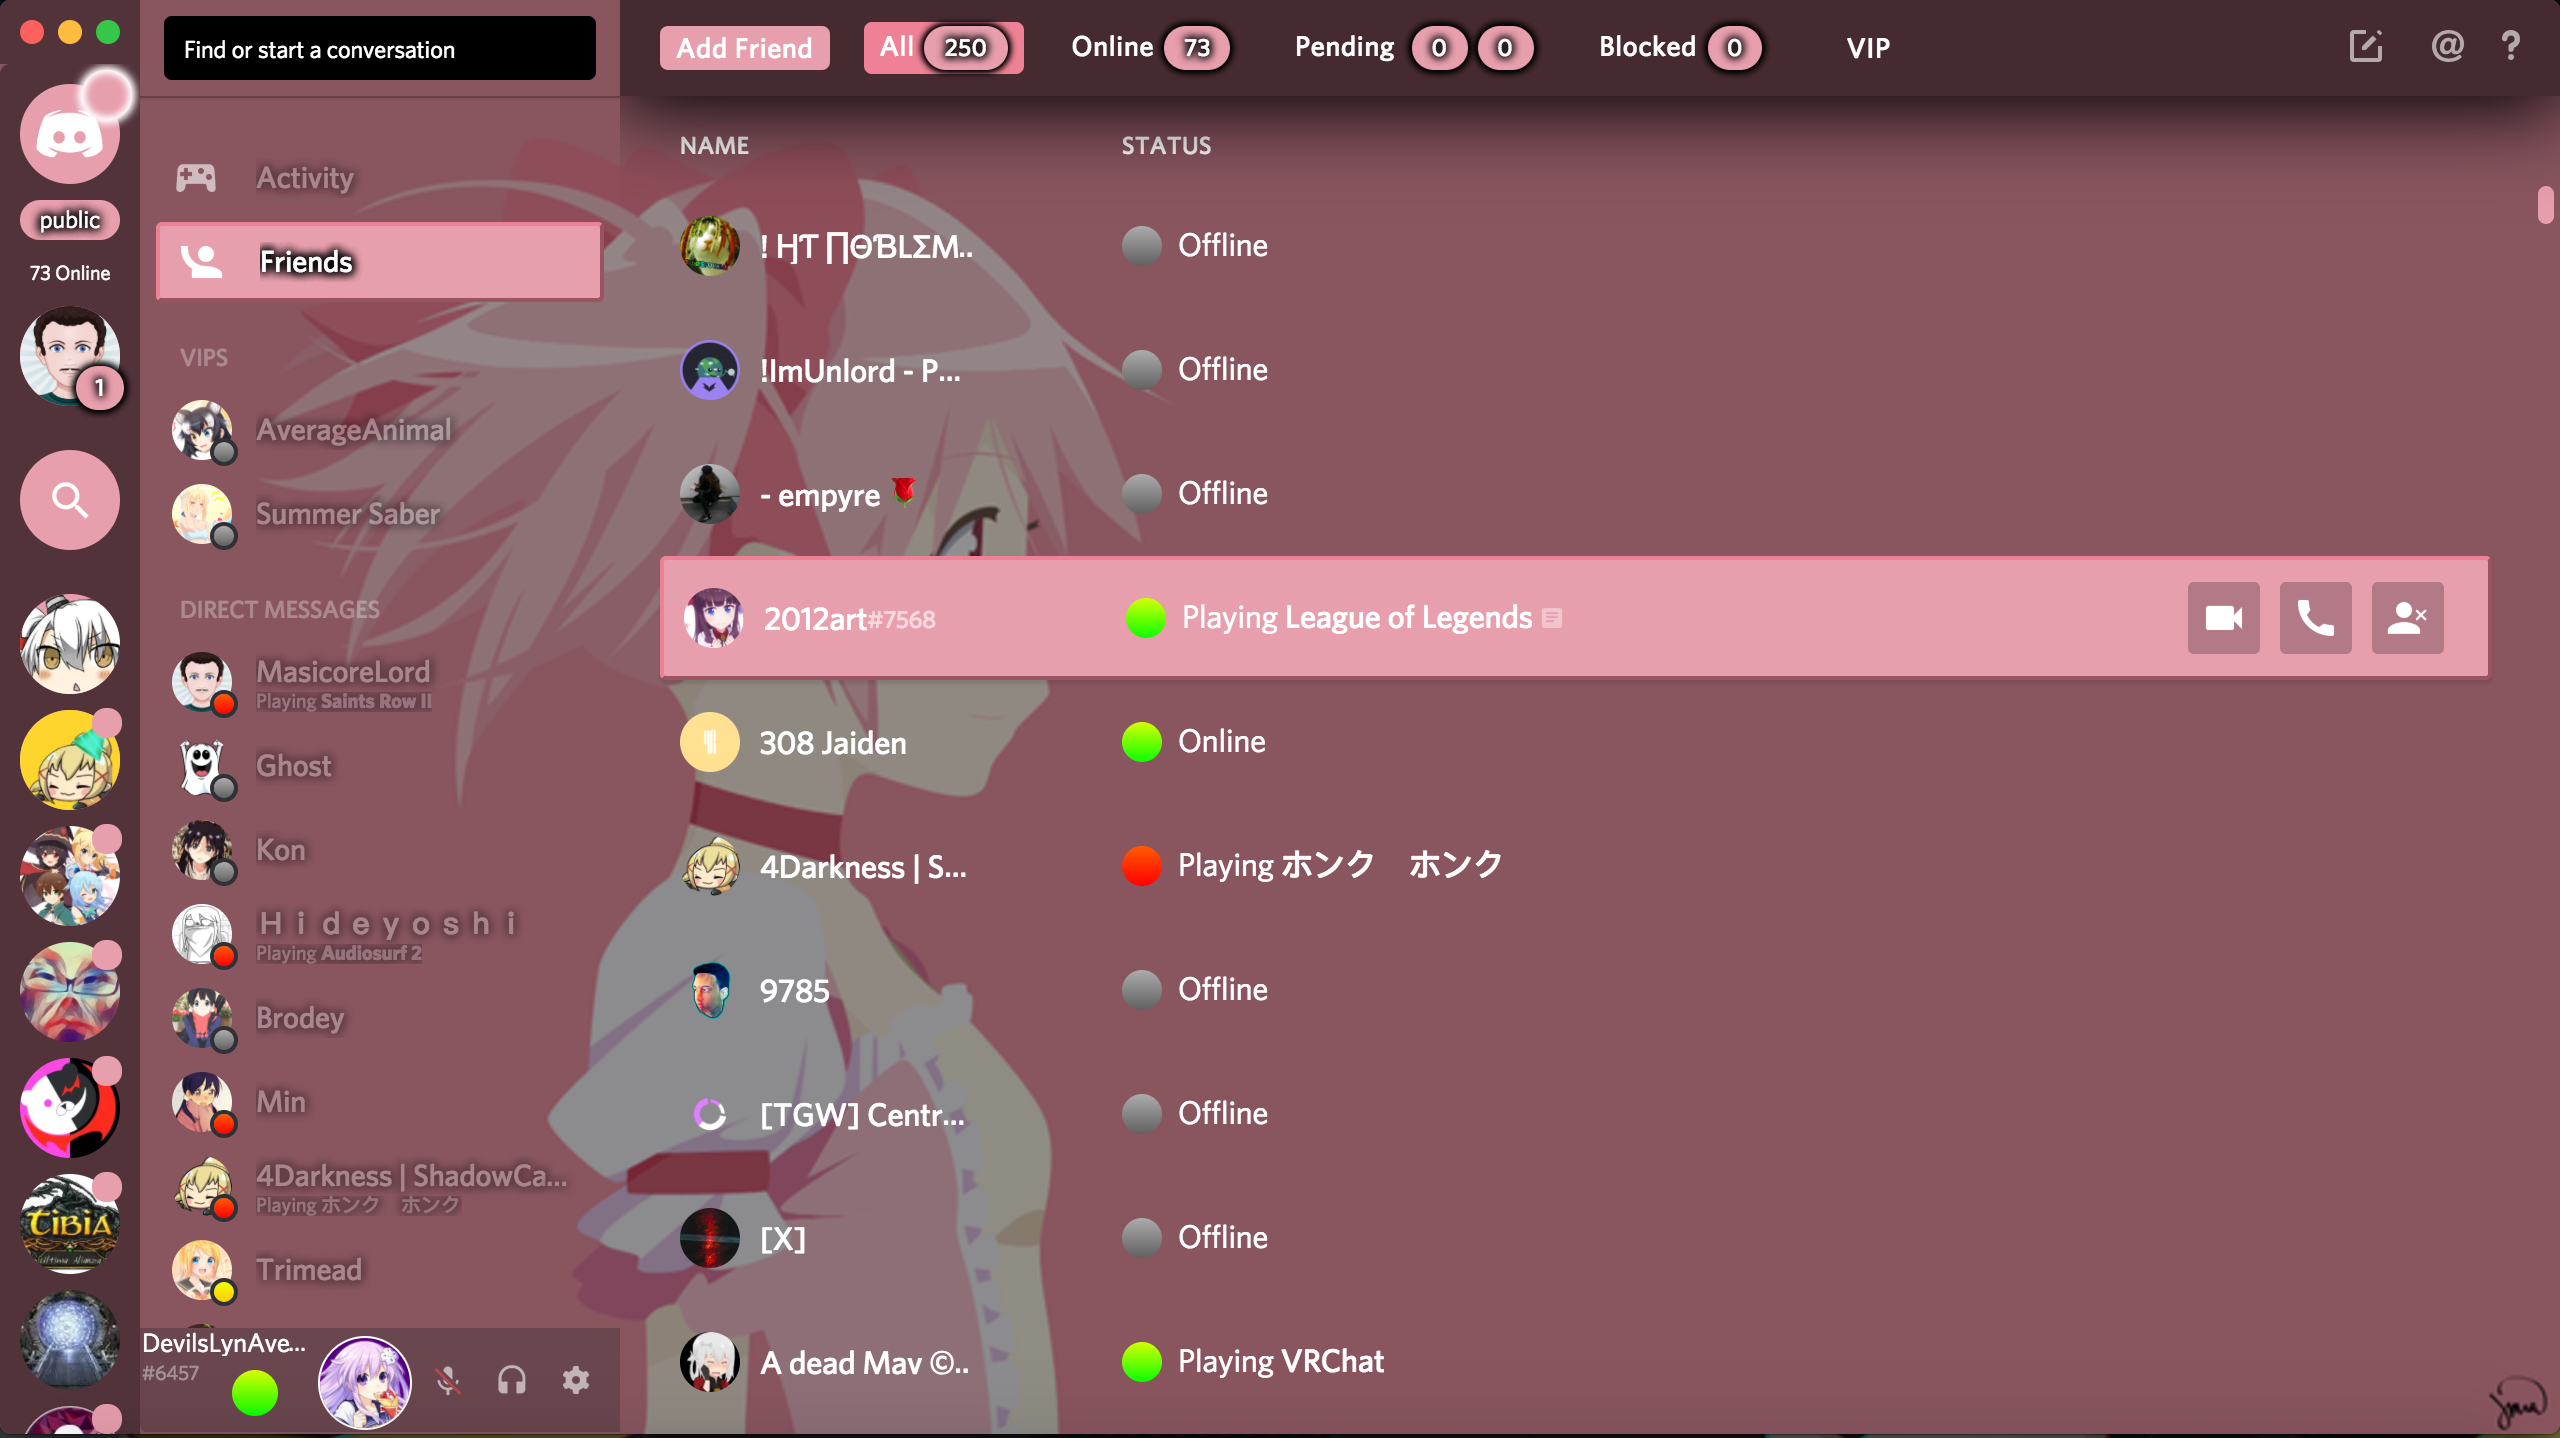 Find or start a conversation
Add Friend
All 250
Online 73
Pending 0 0
Blocked 0
VIP
@
?
public
73 Online
1
TIBIA
Activity
Friends
VIPS
AverageAnimal
Summer Saber
DIRECT MESSAGES
MasicoreLord
Playing Saints Row II
Ghost
Kon
Ｈｉｄｅｙｏｓｈｉ
Playing Audiosurf 2
Brodey
Min
4Darkness | ShadowCa...
Playing ホンク　ホンク
Trimead
DevilsLynAve...
#6457
NAME STATUS
! Offline
!ImUnlord - P... Offline
- empyre 🌹 Offline
2012art#7568 Playing League of Legends
308 Jaiden Online
4Darkness | S... Playing ホンク　ホンク
9785 Offline
[TGW] Centr... Offline
[X] Offline
A dead Mav ©.. Playing VRChat